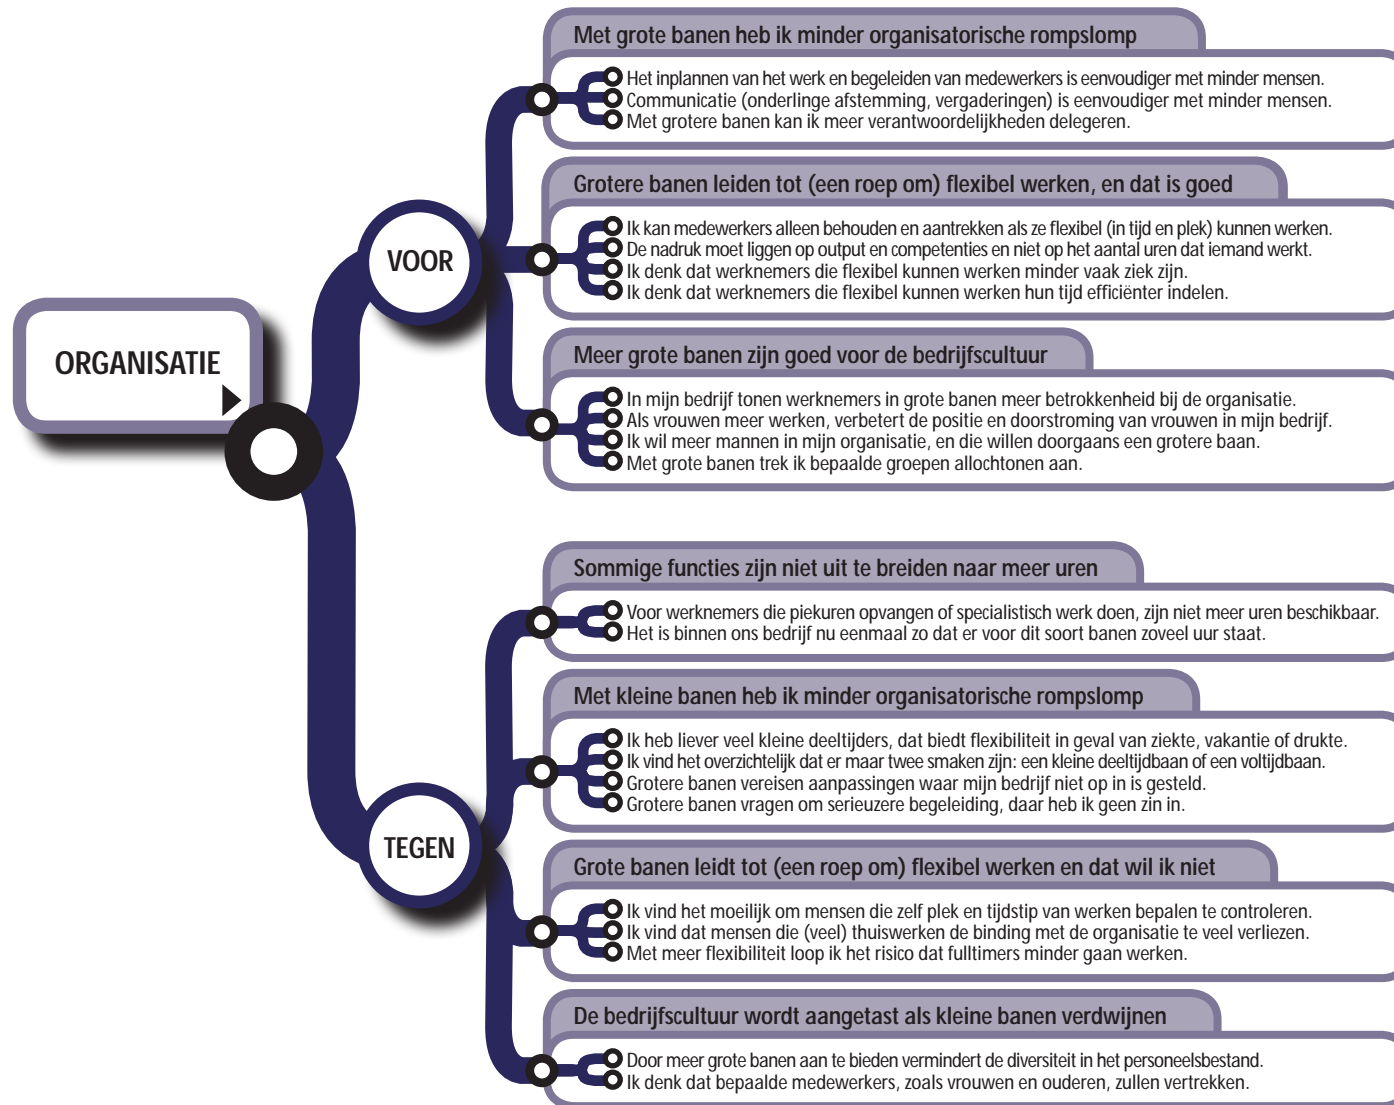 ORGANISATIE
VOOR
Met grote banen heb ik minder organisatorische rompslomp
Het inplannen van het werk en begeleiden van medewerkers is eenvoudiger met minder mensen.
Communicatie (onderlinge afstemming, vergaderingen) is eenvoudiger met minder mensen.
Met grotere banen kan ik meer verantwoordelijkheden delegeren.
Grotere banen leiden tot (een roep om) flexibel werken, en dat is goed
Ik kan medewerkers alleen behouden en aantrekken als ze flexibel (in tijd en plek) kunnen werken.
De nadruk moet liggen op output en competenties en niet op het aantal uren dat iemand werkt.
Ik denk dat werknemers die flexibel kunnen werken minder vaak ziek zijn.
Ik denk dat werknemers die flexibel kunnen werken hun tijd efficiënter indelen.
Meer grote banen zijn goed voor de bedrijfscultuur
In mijn bedrijf tonen werknemers in grote banen meer betrokkenheid bij de organisatie.
Als vrouwen meer werken, verbetert de positie en doorstroming van vrouwen in mijn bedrijf.
Ik wil meer mannen in mijn organisatie, en die willen doorgaans een grotere baan.
Met grote banen trek ik bepaalde groepen allochtonen aan.
TEGEN
Sommige functies zijn niet uit te breiden naar meer uren
Voor werknemers die piekuren opvangen of specialistisch werk doen, zijn niet meer uren beschikbaar.
Het is binnen ons bedrijf nu eenmaal zo dat er voor dit soort banen zoveel uur staat.
Met kleine banen heb ik minder organisatorische rompslomp
Ik heb liever veel kleine deeltijders, dat biedt flexibiliteit in geval van ziekte, vakantie of drukte.
Ik vind het overzichtelijk dat er maar twee smaken zijn: een kleine deeltijdbaan of een voltijdbaan.
Grotere banen vereisen aanpassingen waar mijn bedrijf niet op in is gesteld.
Grotere banen vragen om serieuzere begeleiding, daar heb ik geen zin in.
Grote banen leidt tot (een roep om) flexibel werken en dat wil ik niet
Ik vind het moeilijk om mensen die zelf plek en tijdstip van werken bepalen te controleren.
Ik vind dat mensen die (veel) thuiswerken de binding met de organisatie te veel verliezen.
Met meer flexibiliteit loop ik het risico dat fulltimers minder gaan werken.
De bedrijfscultuur wordt aangetast als kleine banen verdwijnen
Door meer grote banen aan te bieden vermindert de diversiteit in het personeelsbestand.
Ik denk dat bepaalde medewerkers, zoals vrouwen en ouderen, zullen vertrekken.